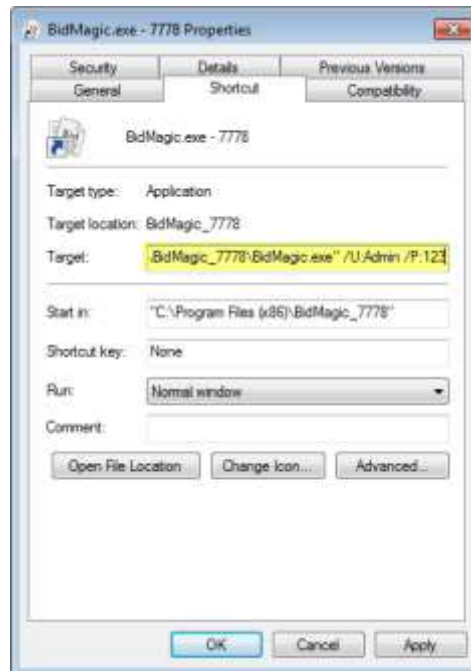 BidMagic.exe - 7778 Properties
Security Details Previous Versions
General Shortcut Compatibility
BidMagic.exe - 7778
Target type: Application
Target location: BidMagic_7778
Target: .BidMagic_7778\BidMagic.exe" /U:Admin /P:123
Start in: "C:\Program Files (x86)\BidMagic_7778"
Shortcut key: None
Run: Normal window
Comment:
Open File Location Change Icon... Advanced...
OK Cancel Apply